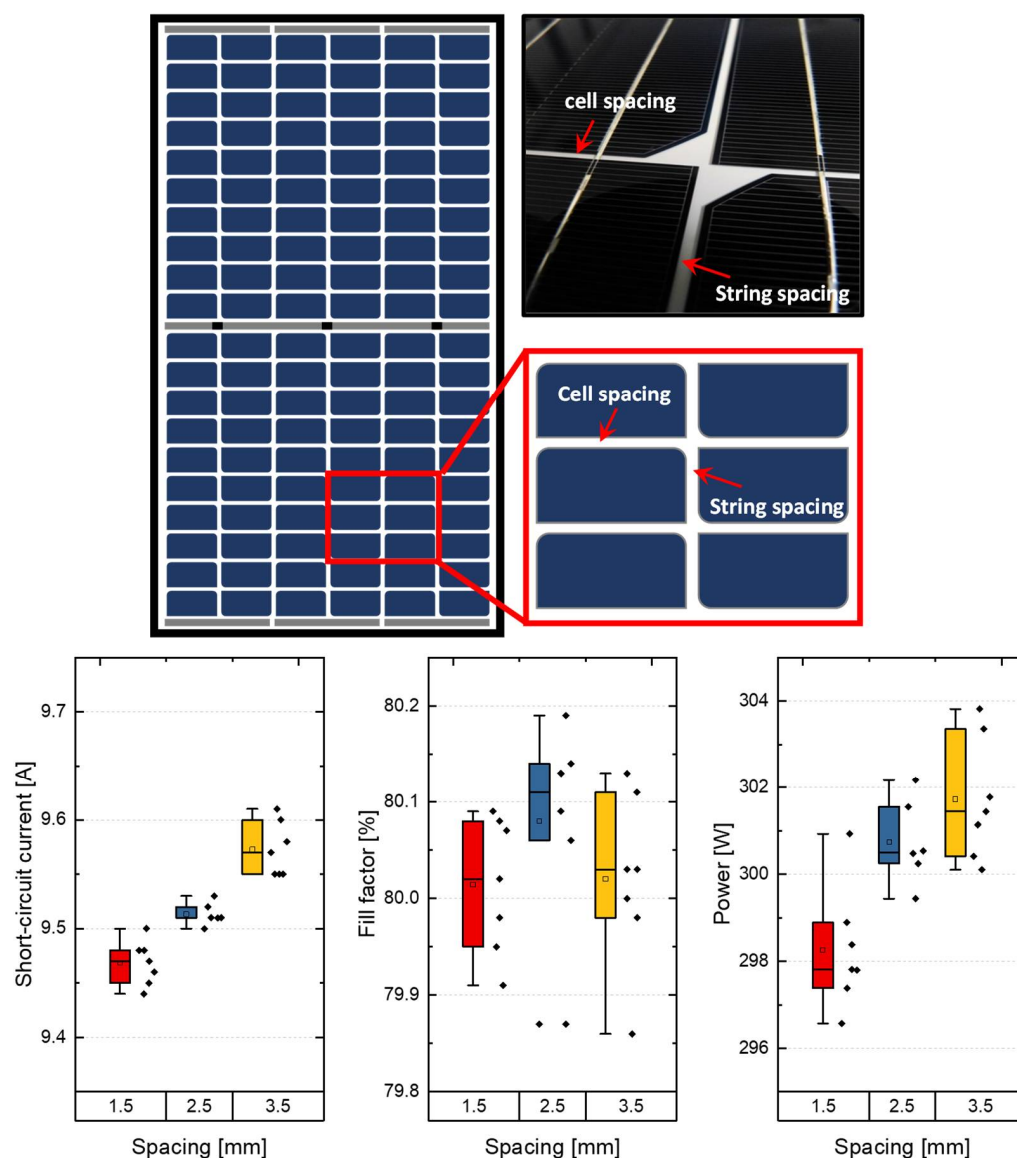 cell spacing
String spacing
Cell spacing
String spacing
Short-circuit current [A]
9.7
9.6
9.5
9.4
1.5 2.5 3.5
Spacing [mm]
Fill factor [%]
80.2
80.1
80.0
79.9
79.8
1.5 2.5 3.5
Spacing [mm]
Power [W]
304
302
300
298
296
1.5 2.5 3.5
Spacing [mm]